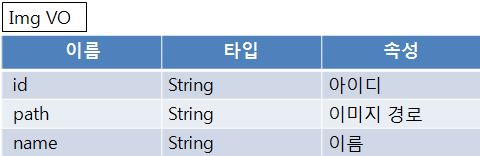 Img VO
이름 타입 속성
id String 아이디
path String 이미지 경로
name String 이름